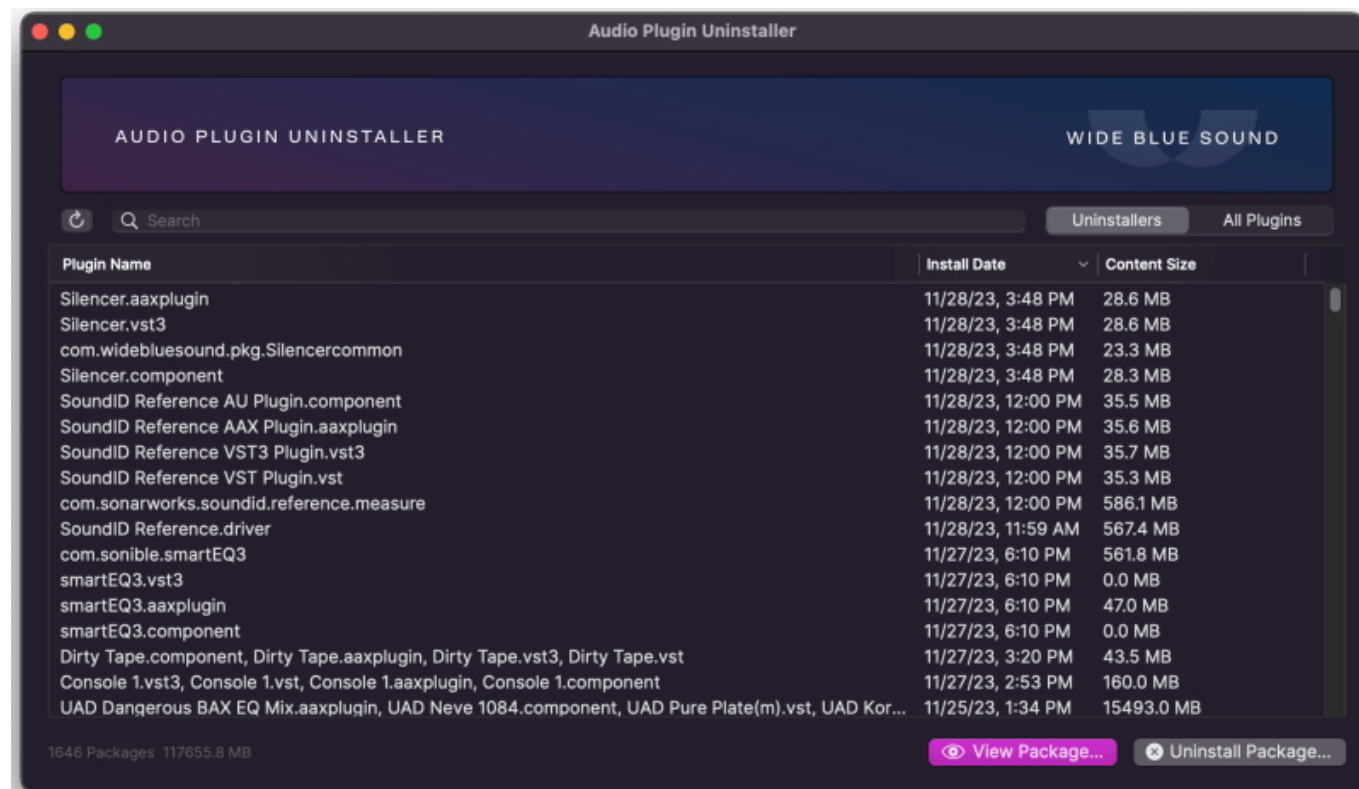 Audio Plugin Uninstaller
AUDIO PLUGIN UNINSTALLER WIDE BLUE SOUND
Search Uninstallers All Plugins
Plugin Name Install Date Content Size
Silencer.aaxplugin 11/28/23, 3:48 PM 28.6 MB
Silencer.vst3 11/28/23, 3:48 PM 28.6 MB
com.widebluesound.pkg.Silencercommon 11/28/23, 3:48 PM 23.3 MB
Silencer.component 11/28/23, 3:48 PM 28.3 MB
SoundID Reference AU Plugin.component 11/28/23, 12:00 PM 35.5 MB
SoundID Reference AAX Plugin.aaxplugin 11/28/23, 12:00 PM 35.6 MB
SoundID Reference VST3 Plugin.vst3 11/28/23, 12:00 PM 35.7 MB
SoundID Reference VST Plugin.vst 11/28/23, 12:00 PM 35.3 MB
com.sonarworks.soundid.reference.measure 11/28/23, 12:00 PM 586.1 MB
SoundID Reference.driver 11/28/23, 11:59 AM 567.4 MB
com.sonible.smartEQ3 11/27/23, 6:10 PM 561.8 MB
smartEQ3.vst3 11/27/23, 6:10 PM 0.0 MB
smartEQ3.aaxplugin 11/27/23, 6:10 PM 47.0 MB
smartEQ3.component 11/27/23, 6:10 PM 0.0 MB
Dirty Tape.component, Dirty Tape.aaxplugin, Dirty Tape.vst3, Dirty Tape.vst 11/27/23, 3:20 PM 43.5 MB
Console 1.vst3, Console 1.vst, Console 1.aaxplugin, Console 1.component 11/27/23, 2:53 PM 160.0 MB
UAD Dangerous BAX EQ Mix.aaxplugin, UAD Neve 1084.component, UAD Pure Plate(m).vst, UAD Kor... 11/25/23, 1:34 PM 15493.0 MB
1646 Packages 117655.8 MB View Package... Uninstall Package...